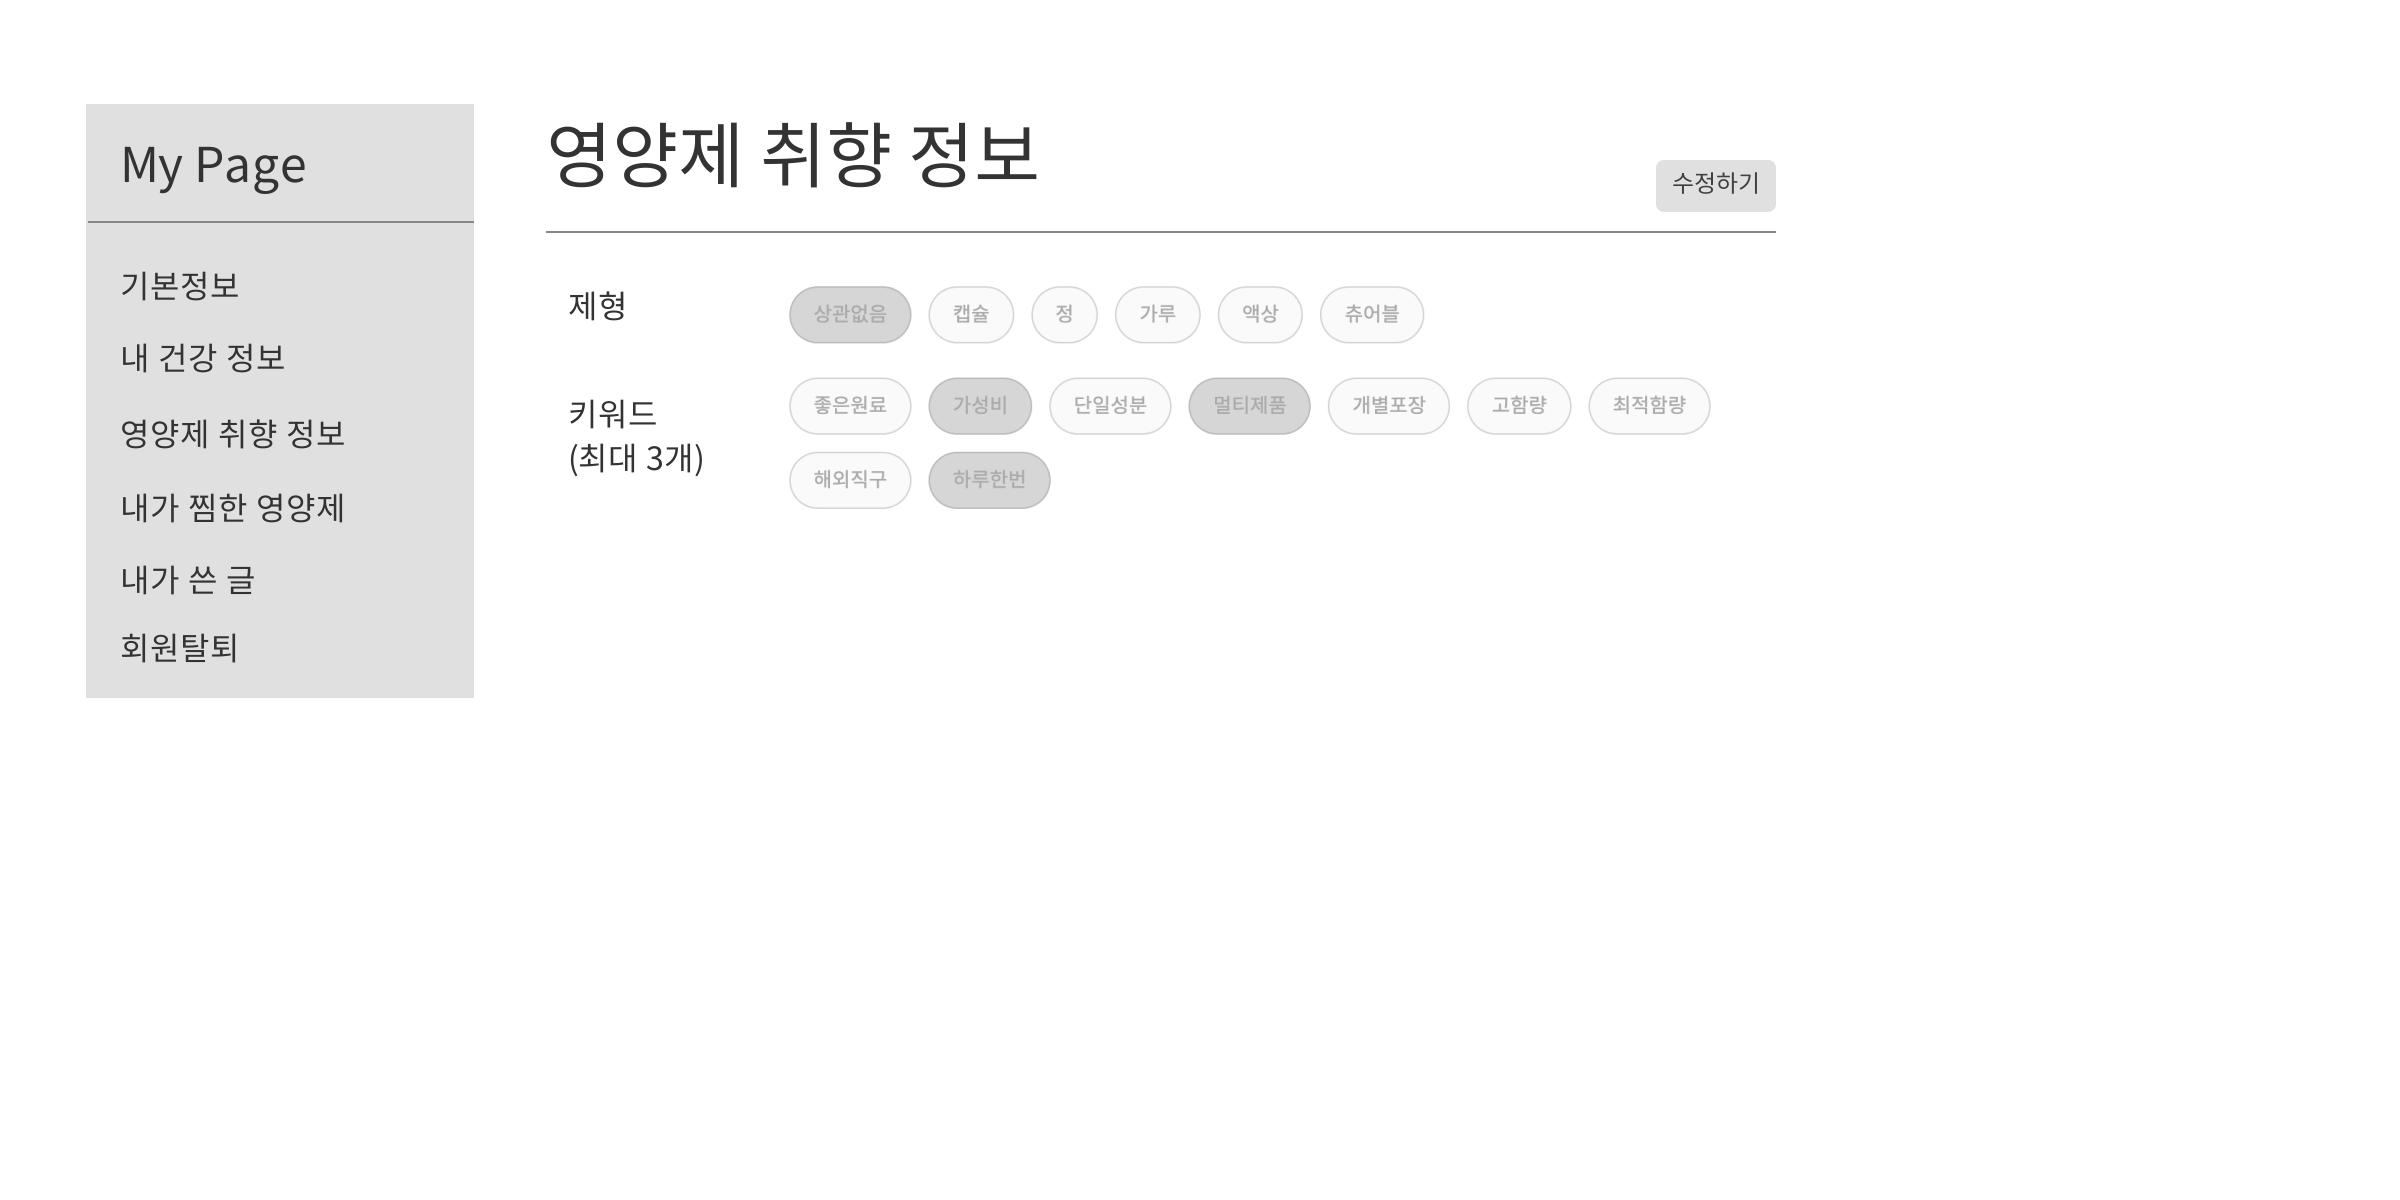 My Page
기본정보
내 건강 정보
영양제 취향 정보
내가 찜한 영양제
내가 쓴 글
회원탈퇴
영양제 취향 정보
수정하기
제형
상관없음 캡슐 정 가루 액상 츄어블
키워드
(최대 3개)
좋은원료 가성비 단일성분 멀티제품 개별포장 고함량 최적함량
해외직구 하루한번